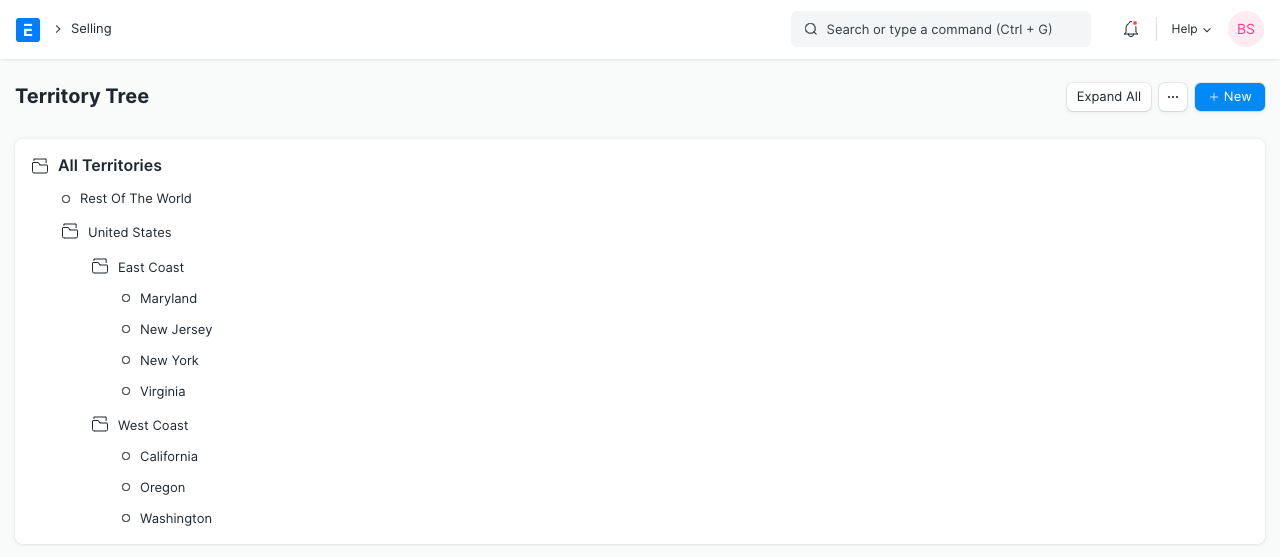 E > Selling Search or type a command (Ctrl + G) Help BS
Territory Tree Expand All ... + New
All Territories
Rest Of The World
United States
East Coast
Maryland
New Jersey
New York
Virginia
West Coast
California
Oregon
Washington